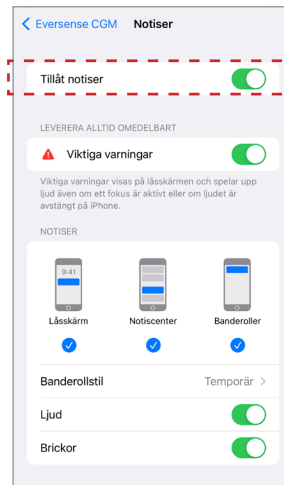 Eversense CGM Notiser
Tillåt notiser
LEVERERA ALLTID OMEDELBART
Viktiga varningar
Viktiga varningar visas på låsskärmen och spelar upp
ljud även om ett fokus är aktivt eller om ljudet är
avstängt på iPhone.
NOTISER
9:41
Låsskärm Notiscenter Banderoller
Banderollstil Temporär
Ljud
Brickor